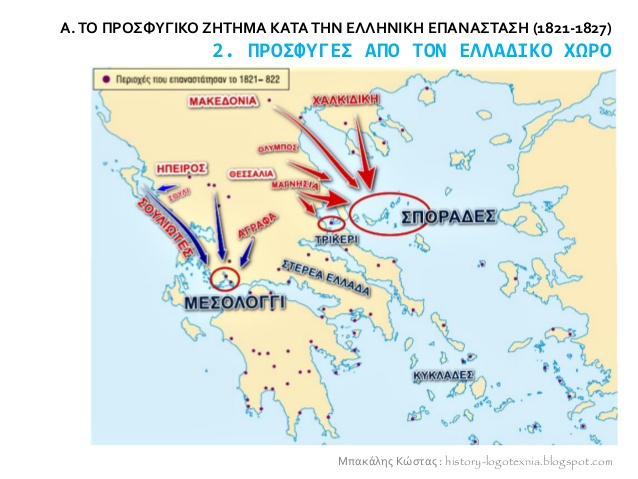 Α. ΤΟ ΠΡΟΣΦΥΓΙΚΟ ΖΗΤΗΜΑ ΚΑΤΑ ΤΗΝ ΕΛΛΗΝΙΚΗ ΕΠΑΝΑΣΤΑΣΗ (1821-1827)
2. ΠΡΟΣΦΥΓΕΣ ΑΠΟ ΤΟΝ ΕΛΛΑΔΙΚΟ ΧΩΡΟ
Περιοχές που επαναστάτησαν το 1821– 822
ΜΑΚΕΔΟΝΙΑ
ΧΑΛΚΙΔΙΚΗ
ΟΛΥΜΠΟΣ
ΗΠΕΙΡΟΣ
ΘΕΣΣΑΛΙΑ
ΜΑΓΝΗΣΙΑ
ΣΟΥΛΙ
ΣΟΥΛΙΩΤΕΣ
ΑΓΡΑΦΑ
ΣΠΟΡΑΔΕΣ
ΤΡΙΚΕΡΙ
ΣΤΕΡΕΑ ΕΛΛΑΔΑ
ΜΕΣΟΛΟΓΓΙ
ΚΥΚΛΑΔΕΣ
Μπακάλης Κώστας : history-logotexnia.blogspot.com